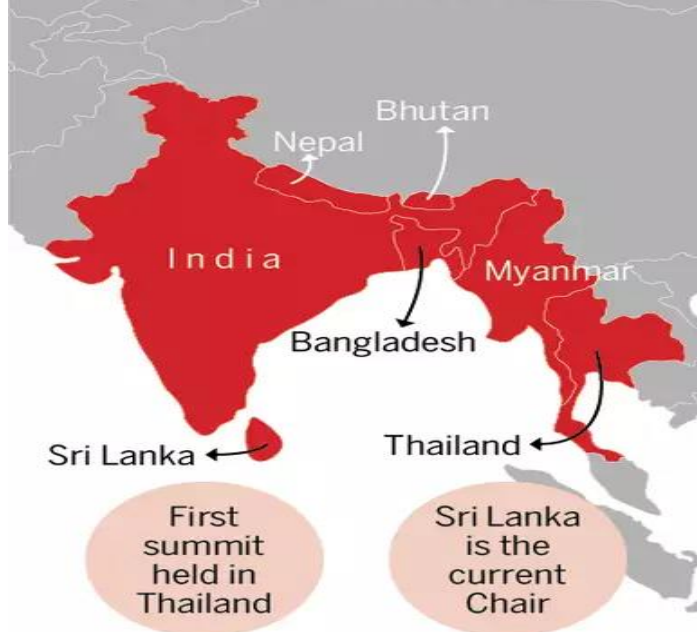 Bhutan
Nepal
India
Myanmar
Bangladesh
Sri Lanka
Thailand
First
summit
held in
Thailand
Sri Lanka
is the
current
Chair